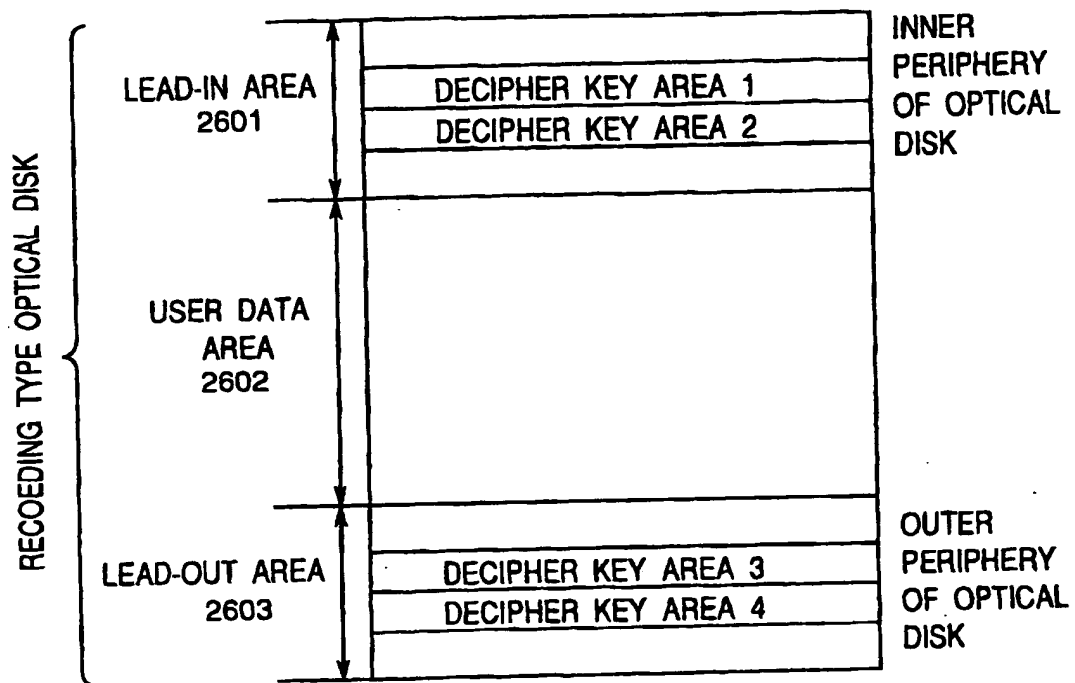 RECOEDING TYPE OPTICAL DISK
LEAD-IN AREA
2601
DECIPHER KEY AREA 1
DECIPHER KEY AREA 2
INNER
PERIPHERY
OF OPTICAL
DISK
USER DATA
AREA
2602
LEAD-OUT AREA
2603
DECIPHER KEY AREA 3
DECIPHER KEY AREA 4
OUTER
PERIPHERY
OF OPTICAL
DISK